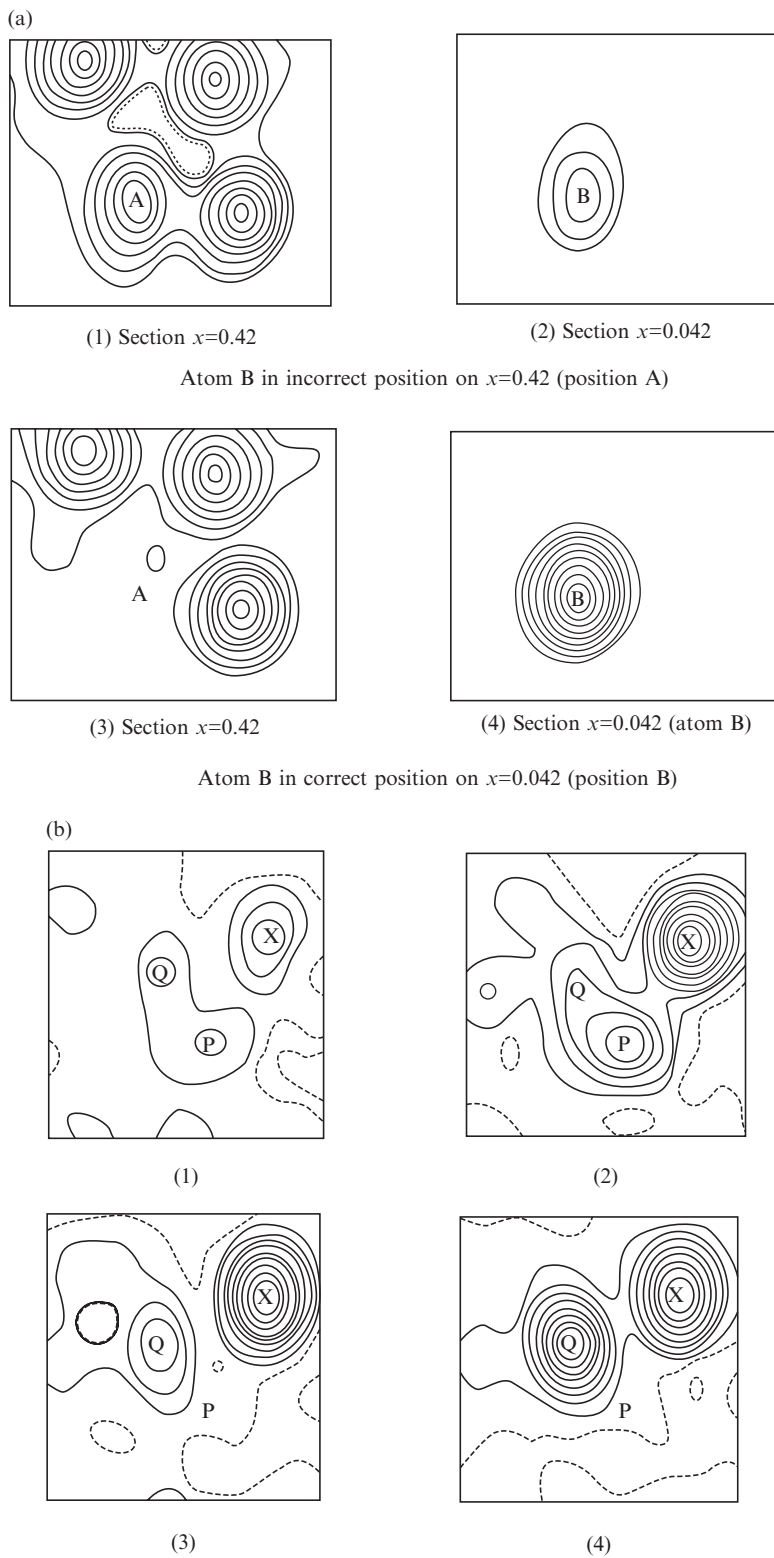 (a)
A
B
(1) Section x=0.42
(2) Section x=0.042
Atom B in incorrect position on x=0.42 (position A)
A
B
(3) Section x=0.42
(4) Section x=0.042 (atom B)
Atom B in correct position on x=0.042 (position B)
(b)
X
Q
P
X
Q
P
(1)
(2)
X
Q
P
X
Q
P
(3)
(4)